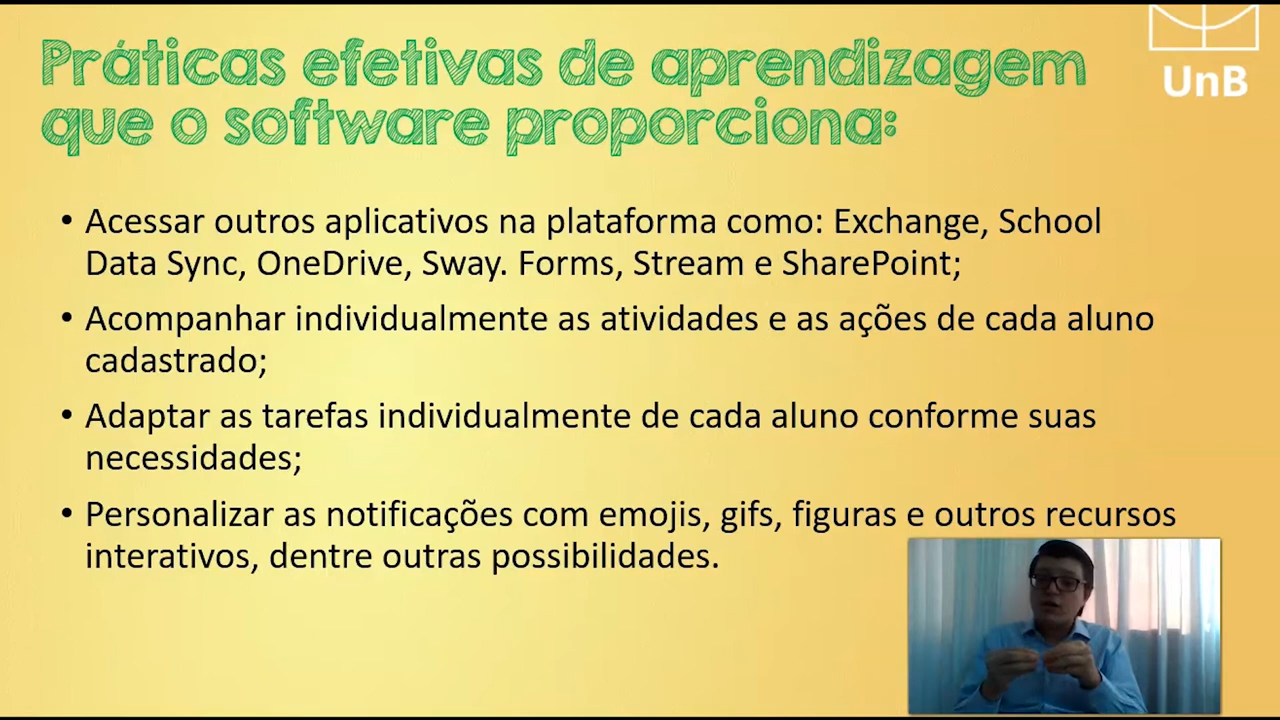 Práticas efetivas de aprendizagem
que o software proporciona:
UnB
• Acessar outros aplicativos na plataforma como: Exchange, School
Data Sync, OneDrive, Sway. Forms, Stream e SharePoint;
• Acompanhar individualmente as atividades e as ações de cada aluno
cadastrado;
• Adaptar as tarefas individualmente de cada aluno conforme suas
necessidades;
• Personalizar as notificações com emojis, gifs, figuras e outros recursos
interativos, dentre outras possibilidades.